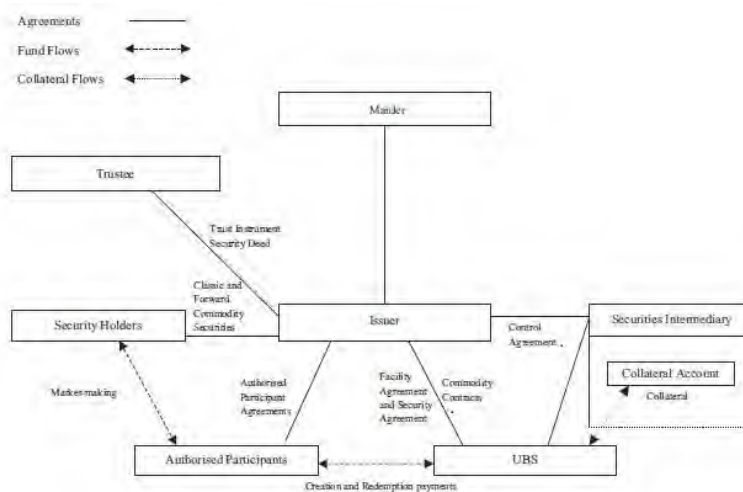 Agreements
Fund Flows
Collateral Flows
Manler
Trustee
Trust Instrument
Security Deed
Classic and
Forward
Commodity
Securities
Security Holders
Issuer
Securities Intermediary
Control
Agreement
Collateral Account
Collateral
Market-making
Authorised
Participant
Agreements
Facility
Agreement
and Security
Agreement
Commodity
Contracts
Authorised Participants
UBS
Creation and Redemption payments